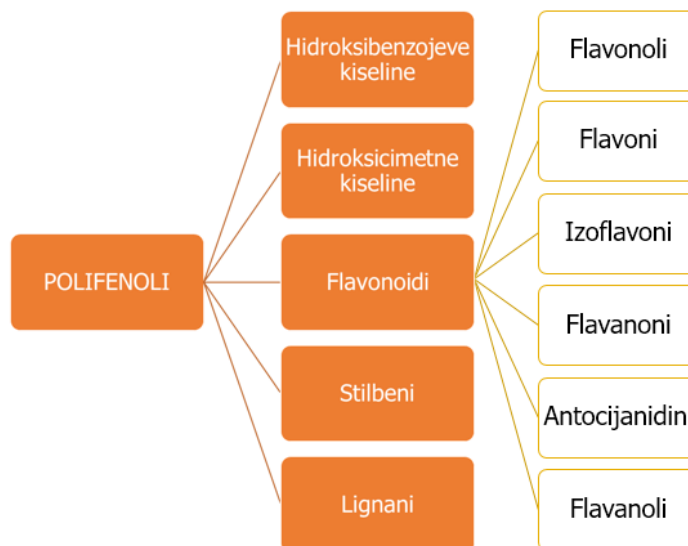 POLIFENOLI
Hidroksibenzojeve
kiseline
Hidroksicimetne
kiseline
Flavonoidi
Stilbeni
Lignani
Flavonoli
Flavoni
Izoflavoni
Flavanoni
Antocijanidin
Flavanoli